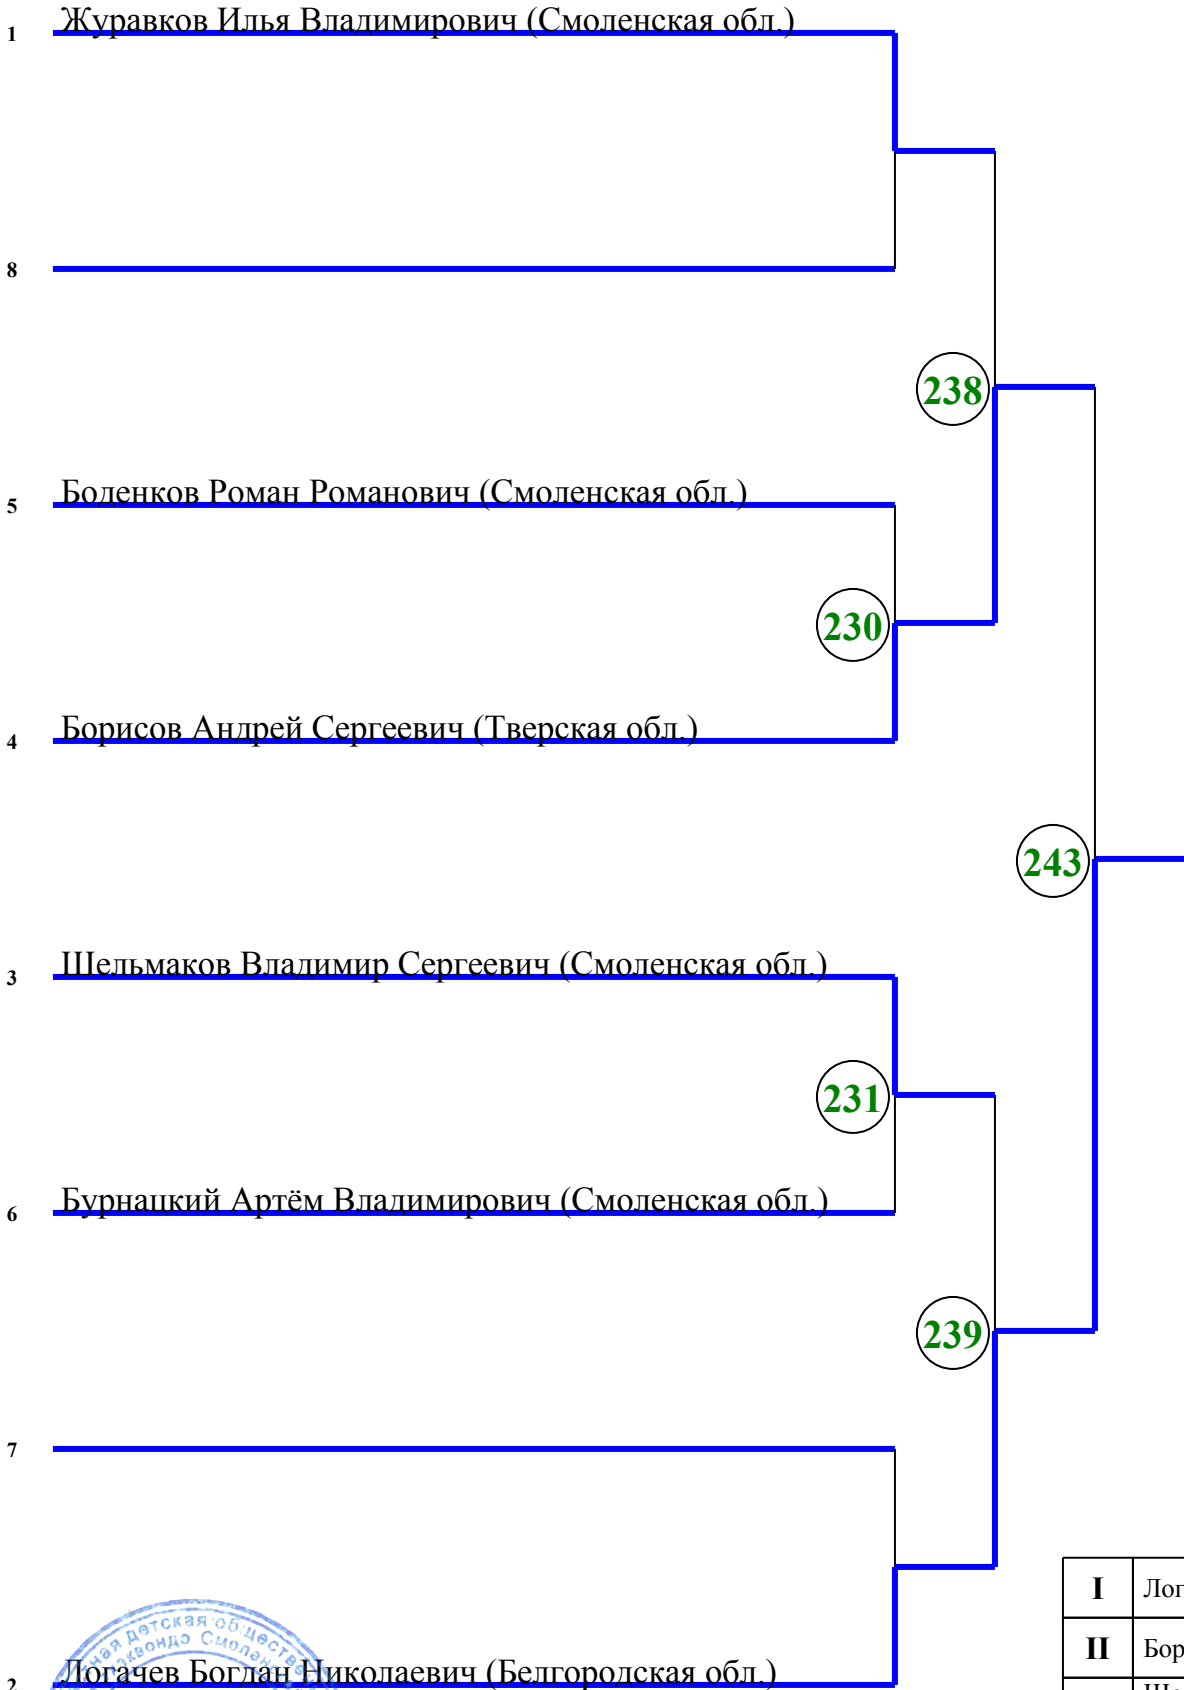 1 Журавков Илья Владимирович (Смоленская обл.)
8
238
5 Боденков Роман Романович (Смоленская обл.)
230
4 Борисов Андрей Сергеевич (Тверская обл.)
243
3 Шельмаков Владимир Сергеевич (Смоленская обл.)
231
6 Бурнацкий Артём Владимирович (Смоленская обл.)
239
7
I Лог
II Бор
детская
2 Логачев Богдан Николаевич (Белгородская обл.)